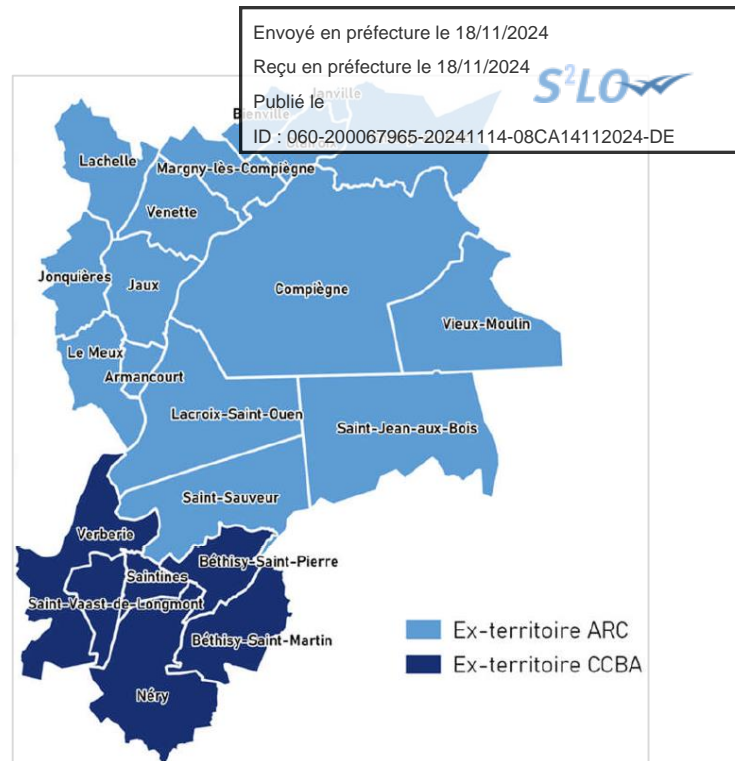 Envoyé en préfecture le 18/11/2024
Reçu en préfecture le 18/11/2024
S²LO
Publié le
ID : 060-200067965-20241114-08CA14112024-DE
Janville
Bienville
Clairoix
Lachelle
Margny-lès-Compiègne
Venette
Jonquières
Jaux
Compiègne
Vieux-Moulin
Le Meux
Armancourt
Lacroix-Saint-Ouen
Saint-Jean-aux-Bois
Saint-Sauveur
Verberie
Béthisy-Saint-Pierre
Saintines
Saint-Vaast-de-Longmont
Béthisy-Saint-Martin
Néry
Ex-territoire ARC
Ex-territoire CCBA